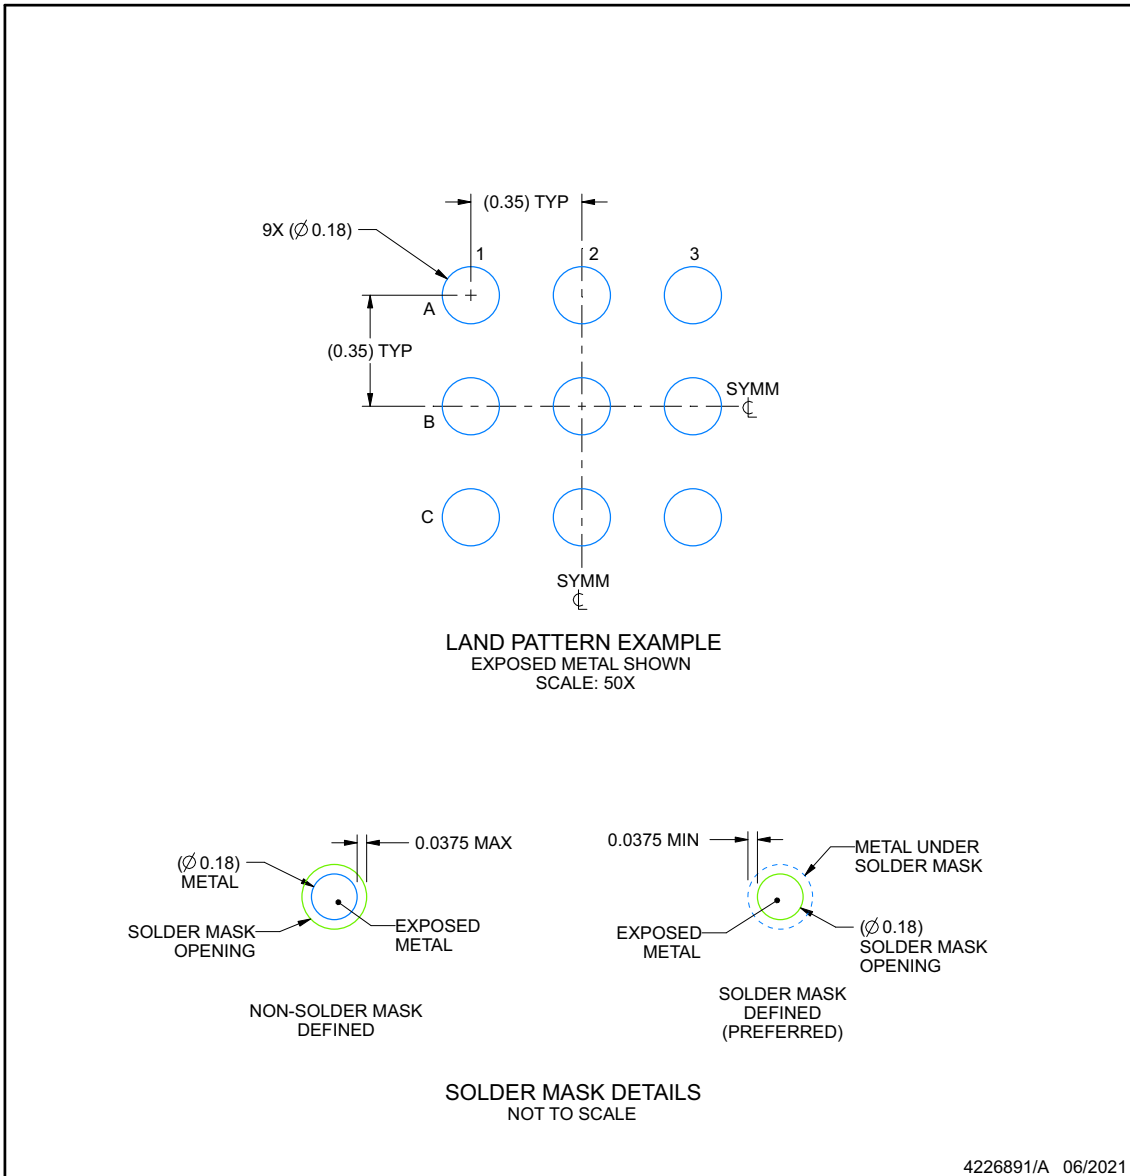 (0.35) TYP
9X (∅ 0.18)
1
2
3
A
(0.35) TYP
SYMM
℄
B
C
SYMM
℄
LAND PATTERN EXAMPLE
EXPOSED METAL SHOWN
SCALE: 50X
0.0375 MAX
(∅ 0.18)
METAL
SOLDER MASK
OPENING
EXPOSED
METAL
NON-SOLDER MASK
DEFINED
0.0375 MIN
METAL UNDER
SOLDER MASK
EXPOSED
METAL
(∅ 0.18)
SOLDER MASK
OPENING
SOLDER MASK
DEFINED
(PREFERRED)
SOLDER MASK DETAILS
NOT TO SCALE
4226891/A 06/2021